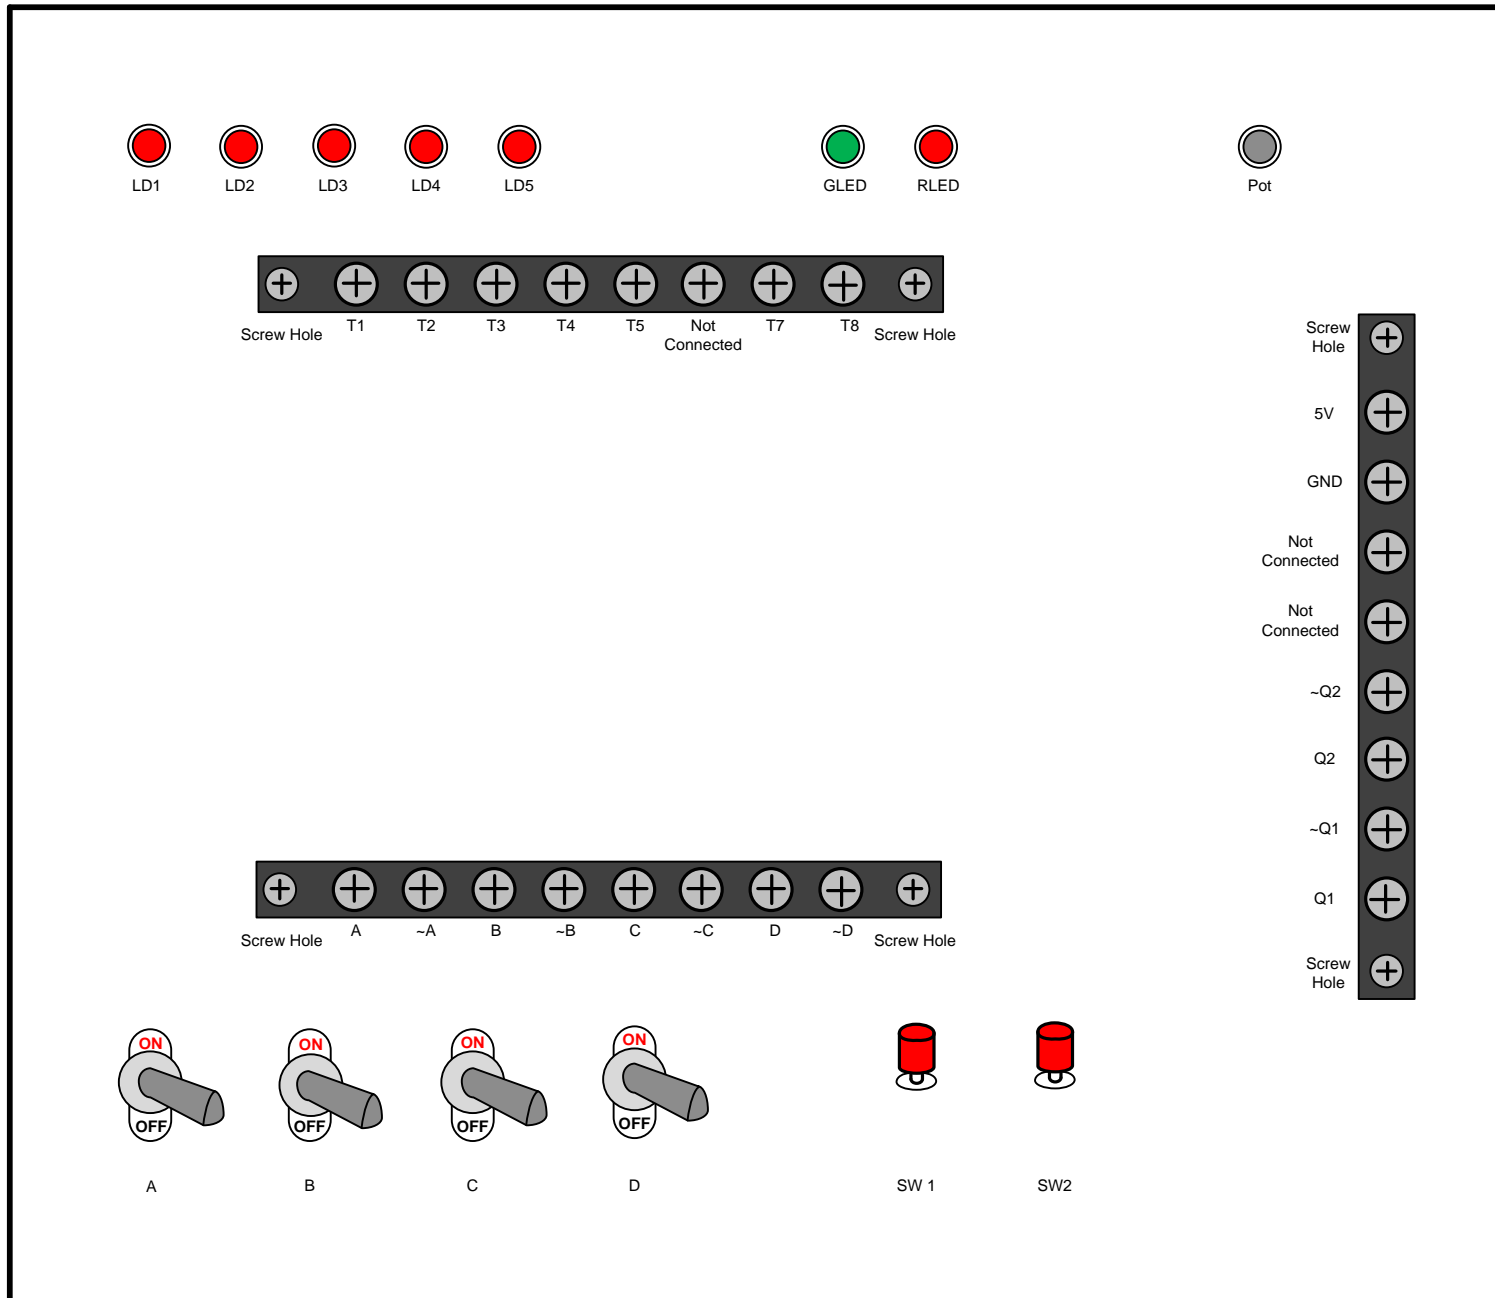 LD1 LD2 LD3 LD4 LD5 GLED RLED Pot
Screw Hole T1 T2 T3 T4 T5 Not Connected T7 T8 Screw Hole
Screw
Hole
5V
GND
Not
Connected
Not
Connected
~Q2
Q2
~Q1
Q1
Screw
Hole
Screw Hole A ~A B ~B C ~C D ~D Screw Hole
ON ON ON ON
OFF OFF OFF OFF
A B C D SW 1 SW2